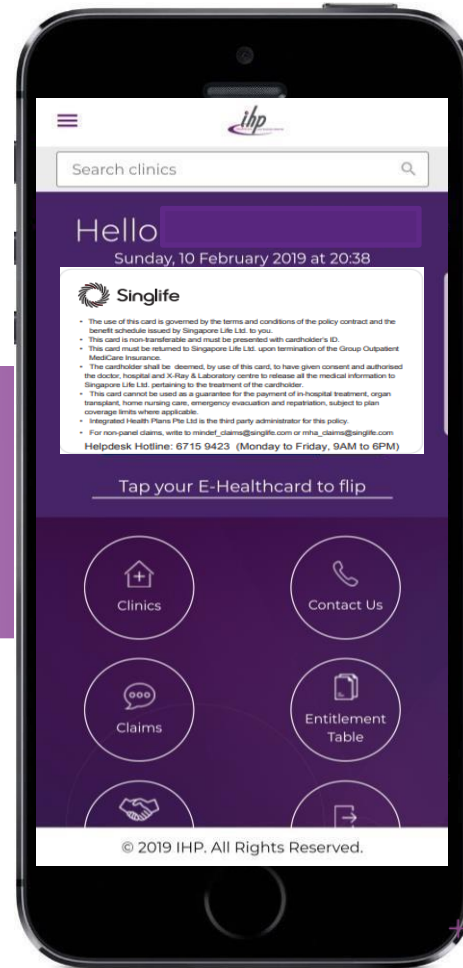 ihp
Search clinics
Hello
Sunday, 10 February 2019 at 20:38
Singlife
• The use of this card is governed by the terms and conditions of the policy contract and the
benefit schedule issued by Singapore Life Ltd. to you.
• This card is non-transferable and must be presented with cardholder's ID.
• This card must be returned to Singapore Life Ltd. upon termination of the Group Outpatient
MediCare Insurance.
• The cardholder shall be deemed, by use of this card, to have given consent and authorised
the doctor, hospital and X-Ray & Laboratory centre to release all the medical information to
Singapore Life Ltd. pertaining to the treatment of the cardholder.
• This card cannot be used as a guarantee for the payment of in-hospital treatment, organ
transplant, home nursing care, emergency evacuation and repatriation, subject to plan
coverage limits where applicable.
• Integrated Health Plans Pte Ltd is the third party administrator for this policy.
• For non-panel claims, write to mindef_claims@singlife.com or mha_claims@singlife.com
Helpdesk Hotline: 6715 9423 (Monday to Friday, 9AM to 6PM)
Tap your E-Healthcard to flip
Clinics
Contact Us
Claims
Entitlement
Table
© 2019 IHP. All Rights Reserved.